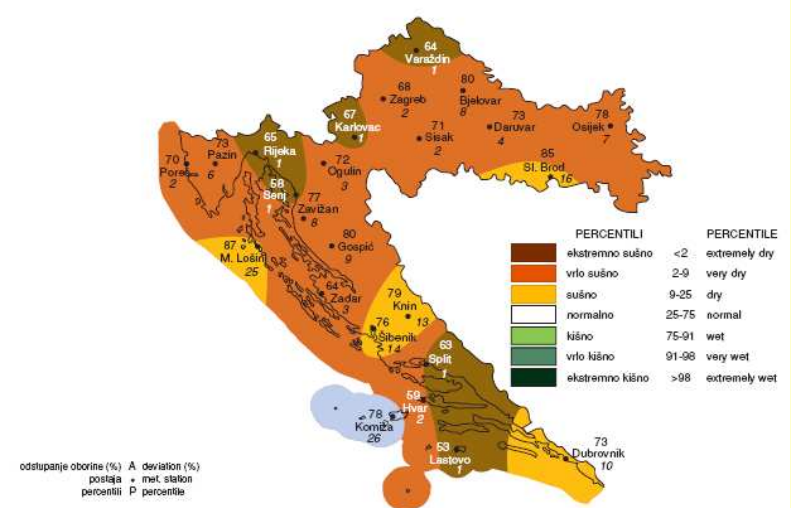 64
Varaždin
1
68
Zagreb
2
80
Bjelovar
8
67
Karlovac
1
71
Sisak
2
73
Daruvar
4
78
Osijek
7
85
Sl. Brod
16
70
Poreč
2
73
Pazin
6
65
Rijeka
1
72
Ogulin
3
58
Senj
1
77
Zavižan
8
80
Gospić
9
87
M. Lošinj
25
64
Zadar
3
79
Knin
13
76
Šibenik
14
63
Split
1
59
Hvar
2
78
Komiža
26
53
Lastovo
1
73
Dubrovnik
10
PERCENTILI PERCENTILE
ekstremno sušno <2 extremely dry
vrlo sušno 2-9 very dry
sušno 9-25 dry
normalno 25-75 normal
kišno 75-91 wet
vrlo kišno 91-98 very wet
ekstremno kišno >98 extremely wet
odstupanje oborine (%) A deviation (%)
postaja • met. station
percentili P percentile